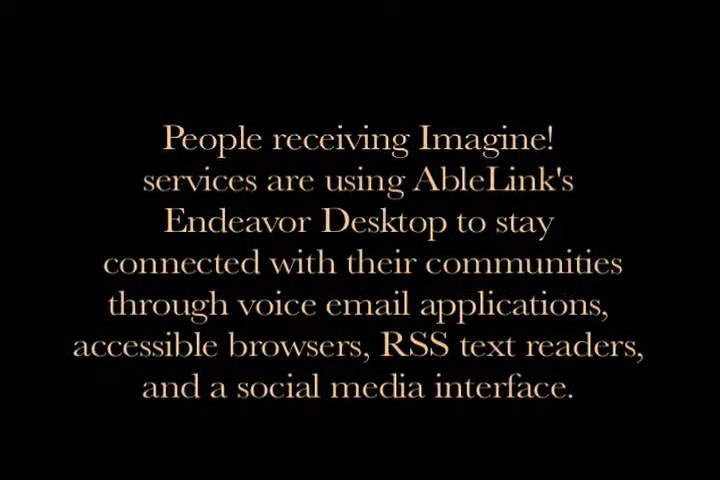 People receiving Imagine!
services are using AbleLink's
Endeavor Desktop to stay
connected with their communities
through voice email applications,
accessible browsers, RSS text readers,
and a social media interface.